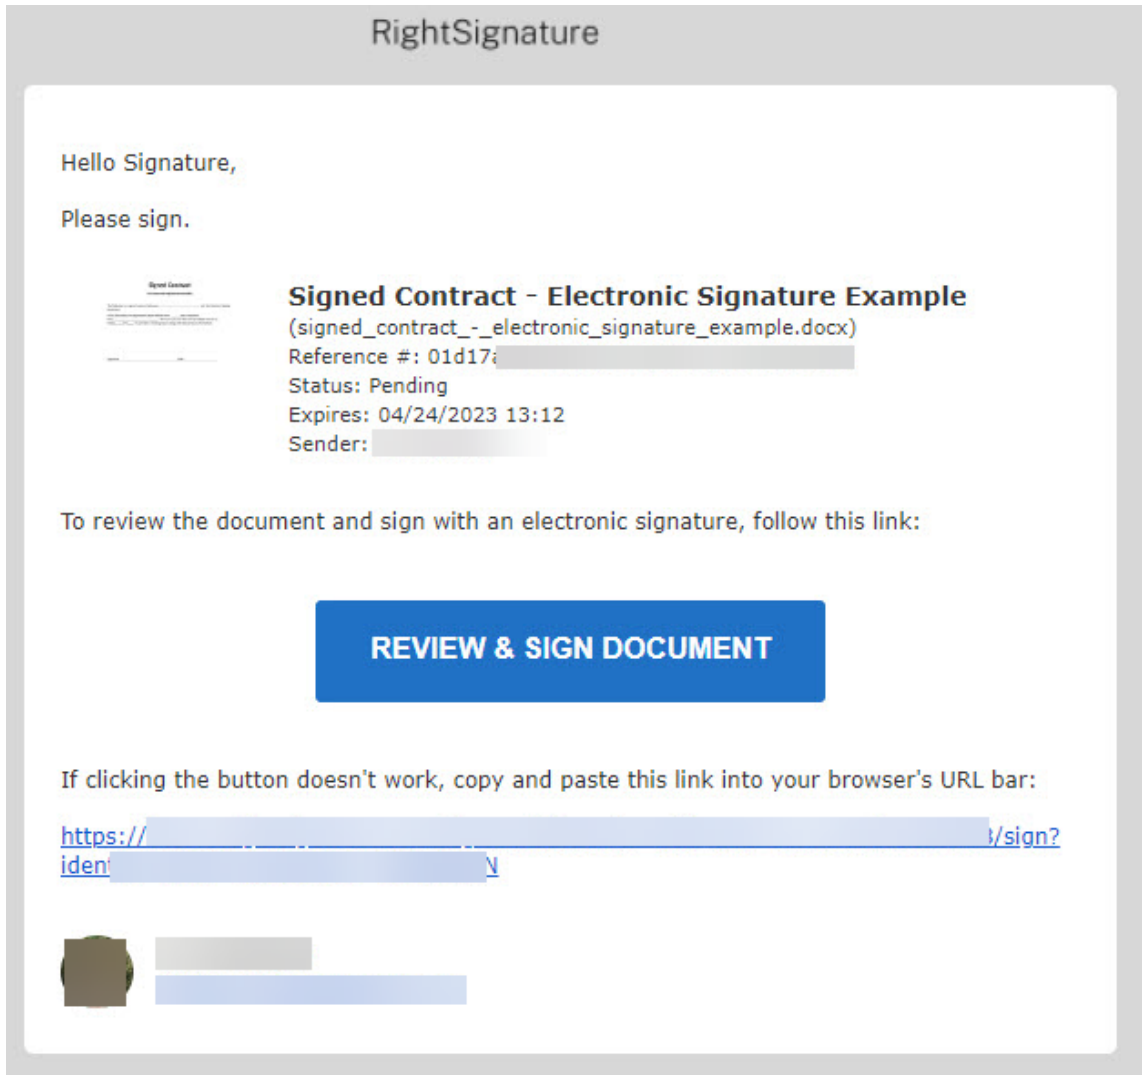 RightSignature
Hello Signature,
Please sign.
Signed Contract
Signed Contract - Electronic Signature Example
(signed_contract_-_electronic_signature_example.docx)
Reference #: 01d17a
Status: Pending
Expires: 04/24/2023 13:12
Sender:
To review the document and sign with an electronic signature, follow this link:
REVIEW & SIGN DOCUMENT
If clicking the button doesn't work, copy and paste this link into your browser's URL bar:
https:// /sign?
iden N